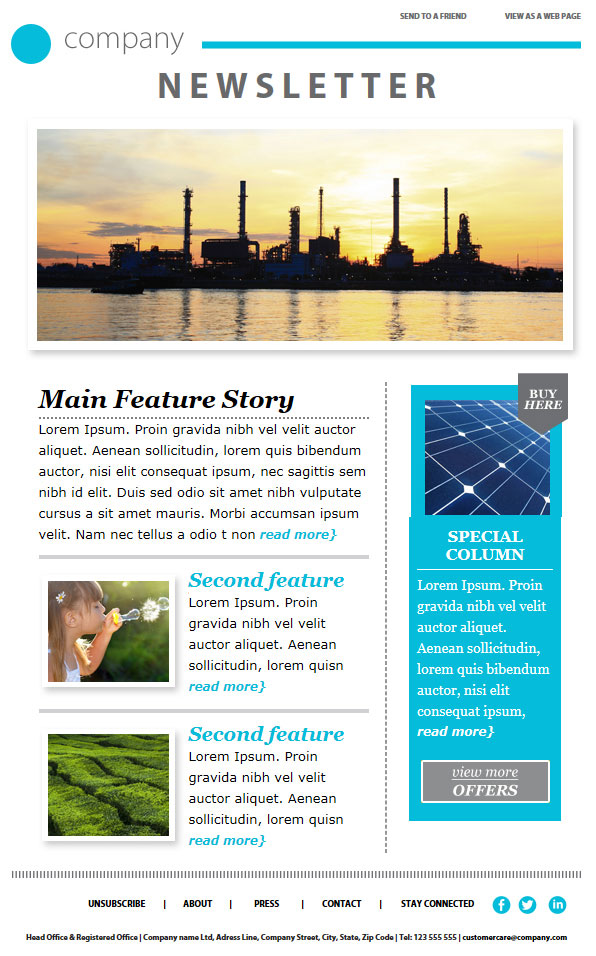 SEND TO A FRIEND
VIEW AS A WEB PAGE
company
NEWSLETTER
Main Feature Story
Lorem Ipsum. Proin gravida nibh vel velit auctor
aliquet. Aenean sollicitudin, lorem quis bibendum
auctor, nisi elit consequat ipsum, nec sagittis sem
nibh id elit. Duis sed odio sit amet nibh vulputate
cursus a sit amet mauris. Morbi accumsan ipsum
velit. Nam nec tellus a odio t non read more}
Second feature
Lorem Ipsum. Proin
gravida nibh vel velit
auctor aliquet. Aenean
sollicitudin, lorem quisn
read more}
Second feature
Lorem Ipsum. Proin
gravida nibh vel velit
auctor aliquet. Aenean
sollicitudin, lorem quisn
read more}
BUY
HERE
SPECIAL
COLUMN
Lorem Ipsum. Proin
gravida nibh vel velit
auctor aliquet.
Aenean sollicitudin,
lorem quis bibendum
auctor, nisi elit
consequat ipsum,
read more}
view more
OFFERS
UNSUBSCRIBE | ABOUT | PRESS | CONTACT | STAY CONNECTED f in
Head Office & Registered Office | Company name Ltd, Adress Line, Company Street, City, State, Zip Code | Tel: 123 555 555 | customercare@company.com